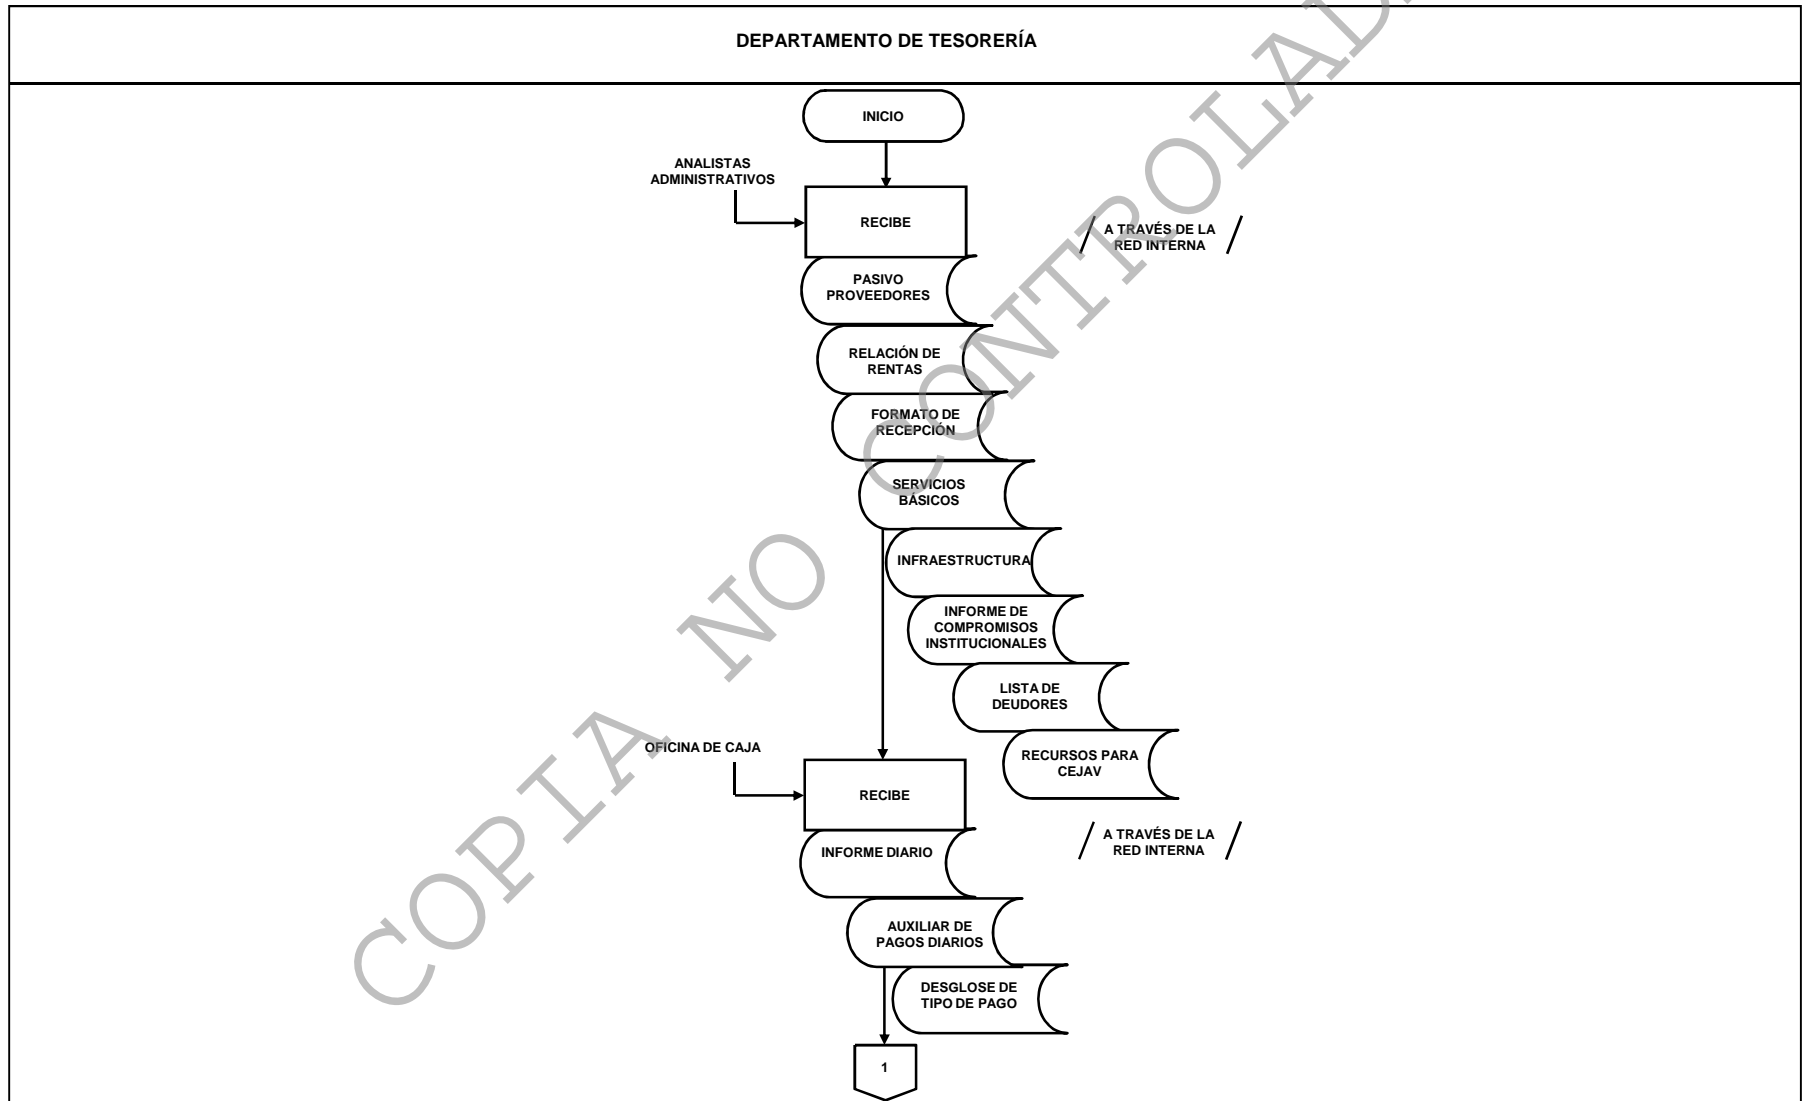 DEPARTAMENTO DE TESORERÍA
INICIO
ANALISTAS
ADMINISTRATIVOS
RECIBE
A TRAVÉS DE LA
RED INTERNA
PASIVO
PROVEEDORES
RELACIÓN DE
RENTAS
FORMATO DE
RECEPCIÓN
SERVICIOS
BÁSICOS
INFRAESTRUCTURA
INFORME DE
COMPROMISOS
INSTITUCIONALES
LISTA DE
DEUDORES
RECURSOS PARA
CEJAV
OFICINA DE CAJA
RECIBE
A TRAVÉS DE LA
RED INTERNA
INFORME DIARIO
AUXILIAR DE
PAGOS DIARIOS
DESGLOSE DE
TIPO DE PAGO
1
COPIA NO CONTROLAD